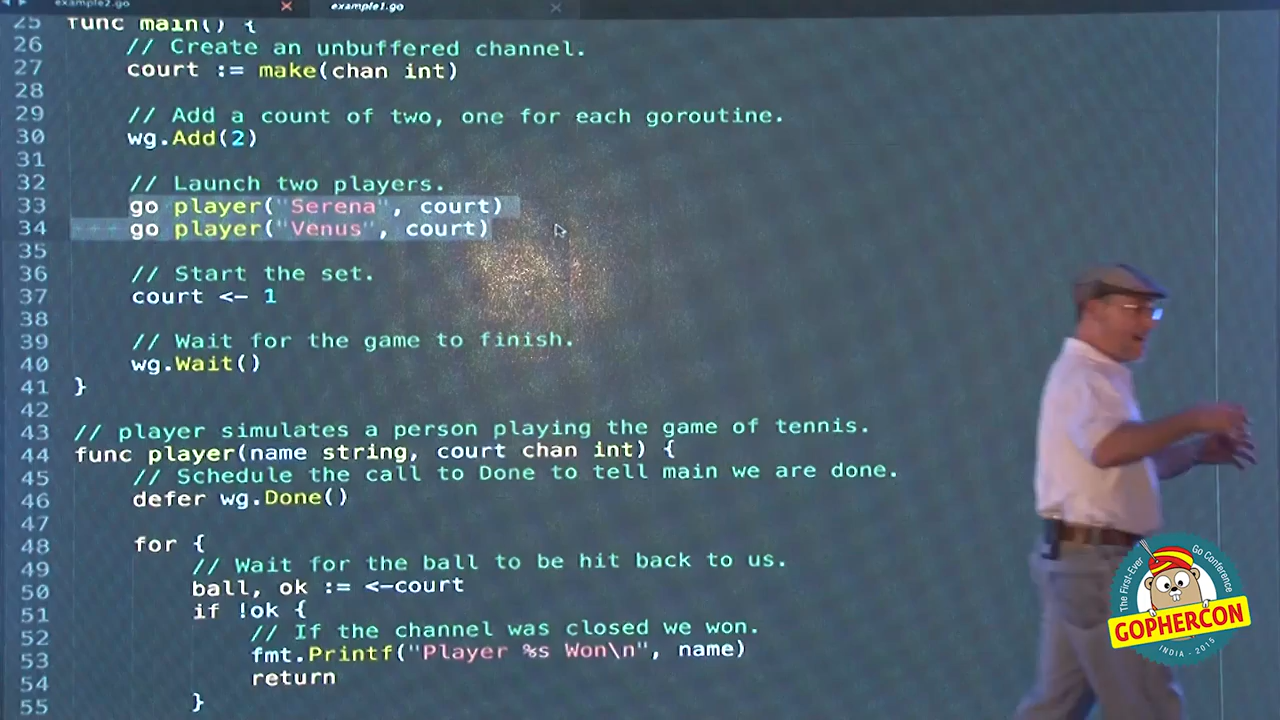 example2.go
example1.go
25 func main() {
26 // Create an unbuffered channel.
27 court := make(chan int)
28
29 // Add a count of two, one for each goroutine.
30 wg.Add(2)
31
32 // Launch two players.
33 go player("Serena", court)
34 go player("Venus", court)
35
36 // Start the set.
37 court <- 1
38
39 // Wait for the game to finish.
40 wg.Wait()
41 }
42
43 // player simulates a person playing the game of tennis.
44 func player(name string, court chan int) {
45 // Schedule the call to Done to tell main we are done.
46 defer wg.Done()
47
48 for {
49 // Wait for the ball to be hit back to us.
50 ball, ok := <-court
51 if !ok {
52 // If the channel was closed we won.
53 fmt.Printf("Player %s Won\n", name)
54 return
55 }
The First-Ever Go Conference
GOPHERCON
INDIA - 2015